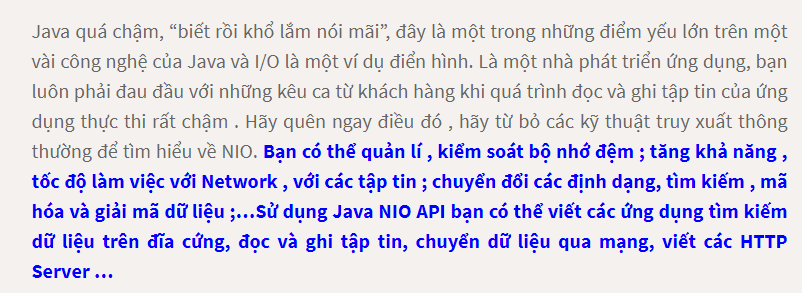 Java quá chậm, “biết rồi khổ lắm nói mãi”, đây là một trong những điểm yếu lớn trên một
vài công nghệ của Java và I/O là một ví dụ điển hình. Là một nhà phát triển ứng dụng, bạn
luôn phải đau đầu với những kêu ca từ khách hàng khi quá trình đọc và ghi tập tin của ứng
dụng thực thi rất chậm . Hãy quên ngay điều đó , hãy từ bỏ các kỹ thuật truy xuất thông
thường để tìm hiểu về NIO. Bạn có thể quản lí , kiểm soát bộ nhớ đệm ; tăng khả năng ,
tốc độ làm việc với Network , với các tập tin ; chuyển đổi các định dạng, tìm kiếm , mã
hóa và giải mã dữ liệu ;...Sử dụng Java NIO API bạn có thể viết các ứng dụng tìm kiếm
dữ liệu trên đĩa cứng, đọc và ghi tập tin, chuyển dữ liệu qua mạng, viết các HTTP
Server ...